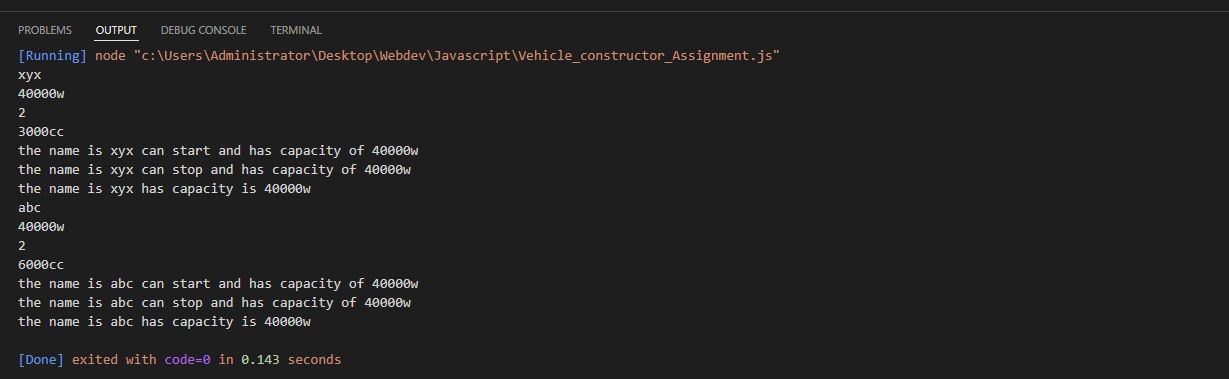 PROBLEMS OUTPUT DEBUG CONSOLE TERMINAL
[Running] node "c:\Users\Administrator\Desktop\Webdev\Javascript\Vehicle_constructor_Assignment.js"
xyx
40000w
2
3000cc
the name is xyx can start and has capacity of 40000w
the name is xyx can stop and has capacity of 40000w
the name is xyx has capacity is 40000w
abc
40000w
2
6000cc
the name is abc can start and has capacity of 40000w
the name is abc can stop and has capacity of 40000w
the name is abc has capacity is 40000w
[Done] exited with code=0 in 0.143 seconds